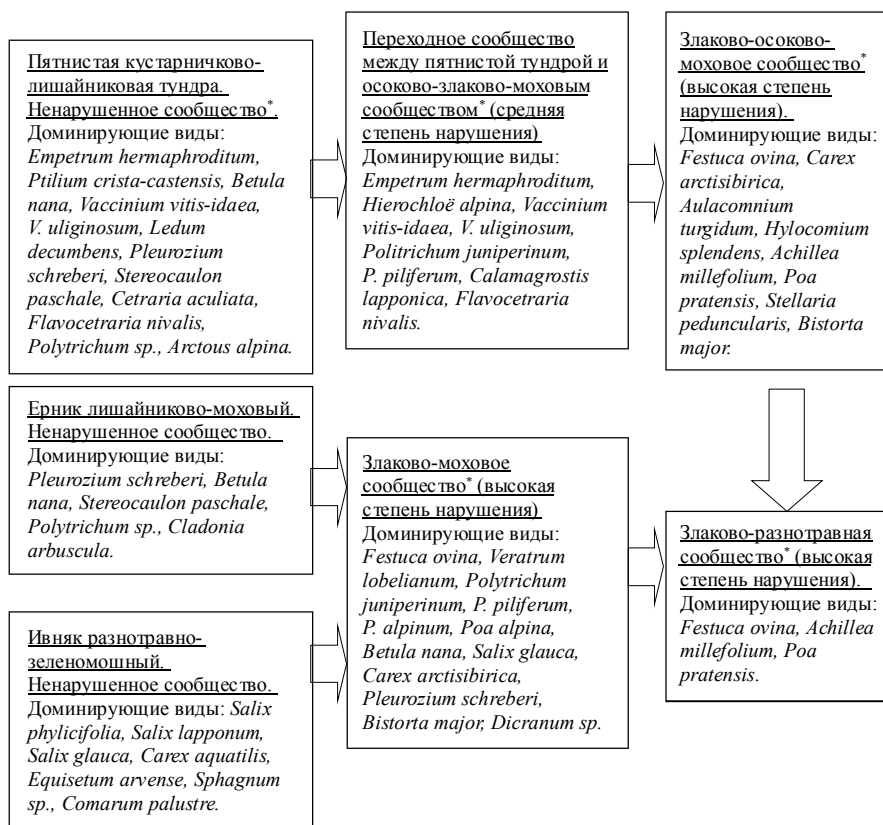 Пятнистая кустарничково-
лишайниковая тундра.
Ненарушенное сообщество*.
Доминирующие виды:
Empetrum hermaphroditum,
Ptilium crista-castensis, Betula
nana, Vaccinium vitis-idaea,
V. uliginosum, Ledum
decumbens, Pleurozium
schreberi, Stereocaulon
paschale, Cetraria aculiata,
Flavocetraria nivalis,
Polytrichum sp., Arctous alpina.
Переходное сообщество
между пятнистой тундрой и
осоково-злаково-моховым
сообществом* (средняя
степень нарушения)
Доминирующие виды:
Empetrum hermaphroditum,
Hierochloë alpina, Vaccinium
vitis-idaea, V. uliginosum,
Politrichum juniperinum,
P. piliferum, Calamagrostis
lapponica, Flavocetraria
nivalis.
Злаково-осоково-
моховое сообщество*
(высокая степень
нарушения).
Доминирующие виды:
Festuca ovina, Carex
arctisibirica,
Aulacomnium
turgidum, Hylocomium
splendens, Achillea
millefolium, Poa
pratensis, Stellaria
peduncularis, Bistorta
major.
Ерник лишайниково-моховый.
Ненарушенное сообщество.
Доминирующие виды:
Pleurozium schreberi, Betula
nana, Stereocaulon paschale,
Polytrichum sp., Cladonia
arbuscula.
Злаково-моховое
сообщество* (высокая
степень нарушения)
Доминирующие виды:
Festuca ovina, Veratrum
lobelianum, Polytrichum
juniperinum, P. piliferum,
P. alpinum, Poa alpina,
Betula nana, Salix glauca,
Carex arctisibirica,
Pleurozium schreberi,
Bistorta major, Dicranum sp.
Злаково-разнотравная
сообщество* (высокая
степень нарушения).
Доминирующие виды:
Festuca ovina, Achillea
millefolium, Poa
pratensis.
Ивняк разнотравно-
зеленомошный.
Ненарушенное сообщество.
Доминирующие виды: Salix
phylicifolia, Salix lapponum,
Salix glauca, Carex aquatilis,
Equisetum arvense, Sphagnum
sp., Comarum palustre.